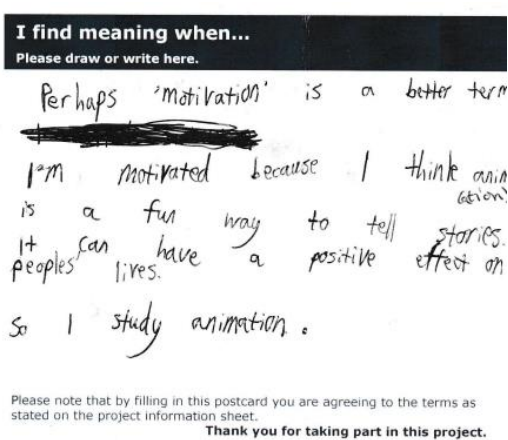 I find meaning when...
Please draw or write here.
Perhaps 'motivation' is a better term
I'm motivated because I think anim
(ation)
is a fun way to tell stories.
It can have a positive effect on
peoples' lives.
So I study animation.
Please note that by filling in this postcard you are agreeing to the terms as
stated on the project information sheet.
Thank you for taking part in this project.